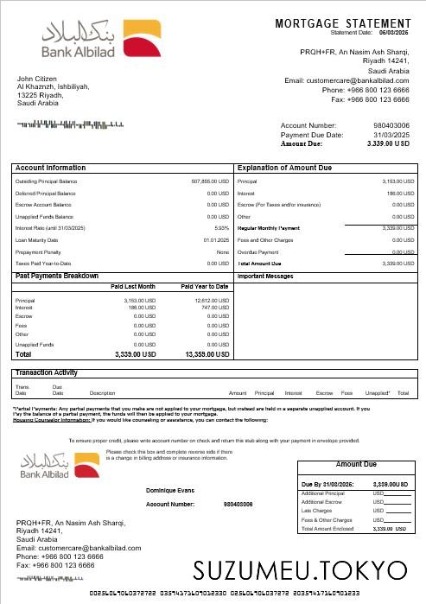 بنك البلاد
Bank Albilad
MORTGAGE STATEMENT
Statement Date: 06/03/2026
PRQH+FR, An Nasim Ash Sharqi,
Riyadh 14241,
Saudi Arabia
Email: customercare@bankalbilad
Phone: +966 800 123 6666
Fax: +966 800 123 6666
John Citizen
Al Khaznzh, Ishbiliyah,
13225 Riyadh,
Saudi Arabia
Account Number: 980403006
Payment Due Date: 31/03/2025
Amount Due: 3,339.00 USD
Account Information
Outsding Principal Balance 507,865.00 USD
Deferred Principal Balance 0.00 USD
Escrow Account Balance 0.00 USD
Unapplied Funds Balance 0.00 USD
Interest Rate (until 31/03/2025) 5.93%
Loan Maturity Date 01.01.2025
Prepayment Penalty None
Taxes Paid Year to Date 0.00 USD
Explanation of Amount Due
Principal 3,153.00 USD
Interest 186.00 USD
Escrow (For Taxes and/or insurance) 0.00 USD
Other 0.00 USD
Regular Monthly Payment 3,339.00 USD
Fees and Other Charges 0.00 USD
Overdue Payment 0.00 USD
Total Amount Due 3,339.00 USD
Past Payments Breakdown
Paid Last Month Paid Year to Date
Principal 3,153.00 USD 12,612.00 USD
Interest 186.00 USD 747.00 USD
Escrow 0.00 USD 0.00 USD
Fees 0.00 USD 0.00 USD
Other 0.00 USD 0.00 USD
Unapplied Funds 0.00 USD 0.00 USD
Total 3,339.00 USD 13,359.00 USD
Important Messages
Transaction Activity
Trans Date Due Date Description Amount Principal Interest Escrow Fees Unapplied* Total
*Partial Payments: Any partial payments that you make are not applied to your mortgage, but instead are held in a separate unapplied account. If you
Pay the balance of a partial payment, the funds will then be applied to your mortgage.
Housing Counselor Information: If you would like counseling or assistance, you can contact the following:
To ensure proper credit, please write account number on check and return this stub along with your payment in envelope provided.
بنك البلاد
Bank Albilad
Please check this box and complete reverse side if there
is a change in billing address or insurance information.
Dominique Evans
Account Number: 980403006
Amount Due
Due By 31/03/2026: 3,339.00USD
Additional Principal USD
Additional Escrow USD
Late Charges USD
Fees & Other Charges USD
Total Amount Enclosed 3,339.00 USD
PRQH+FR, An Nasim Ash Sharqi,
Riyadh 14241,
Saudi Arabia
Email: customercare@bankalbilad
Phone: +966 800 123 6666
Fax: +966 800 123 6666
SUZUMEU.TOKYO